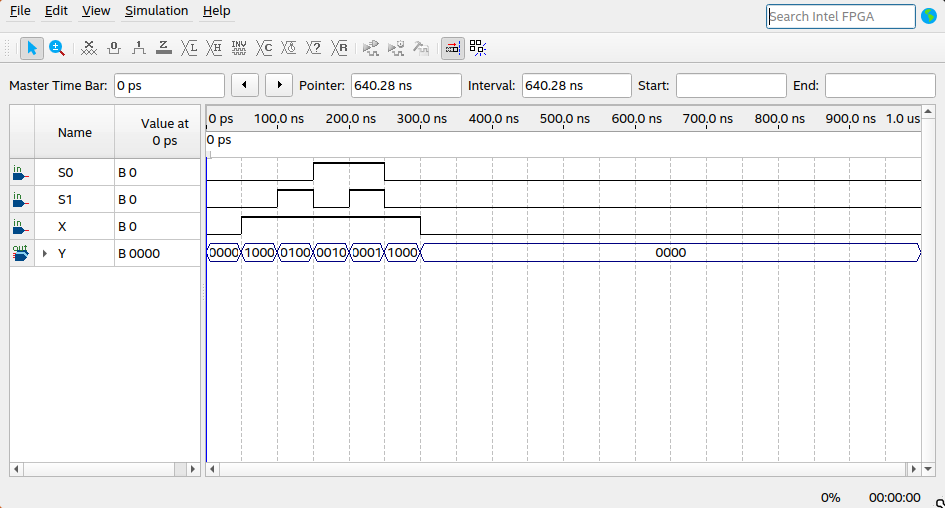 File Edit View Simulation Help
Search Intel FPGA
Master Time Bar: 0 ps Pointer: 640.28 ns Interval: 640.28 ns Start: End:
Name Value at
0 ps
0 ps 100.0 ns 200.0 ns 300.0 ns 400.0 ns 500.0 ns 600.0 ns 700.0 ns 800.0 ns 900.0 ns 1.0 us
0 ps
in S0 B 0
in S1 B 0
in X B 0
out Y B 0000 0000 1000 0100 0010 0001 1000 0000
0% 00:00:00